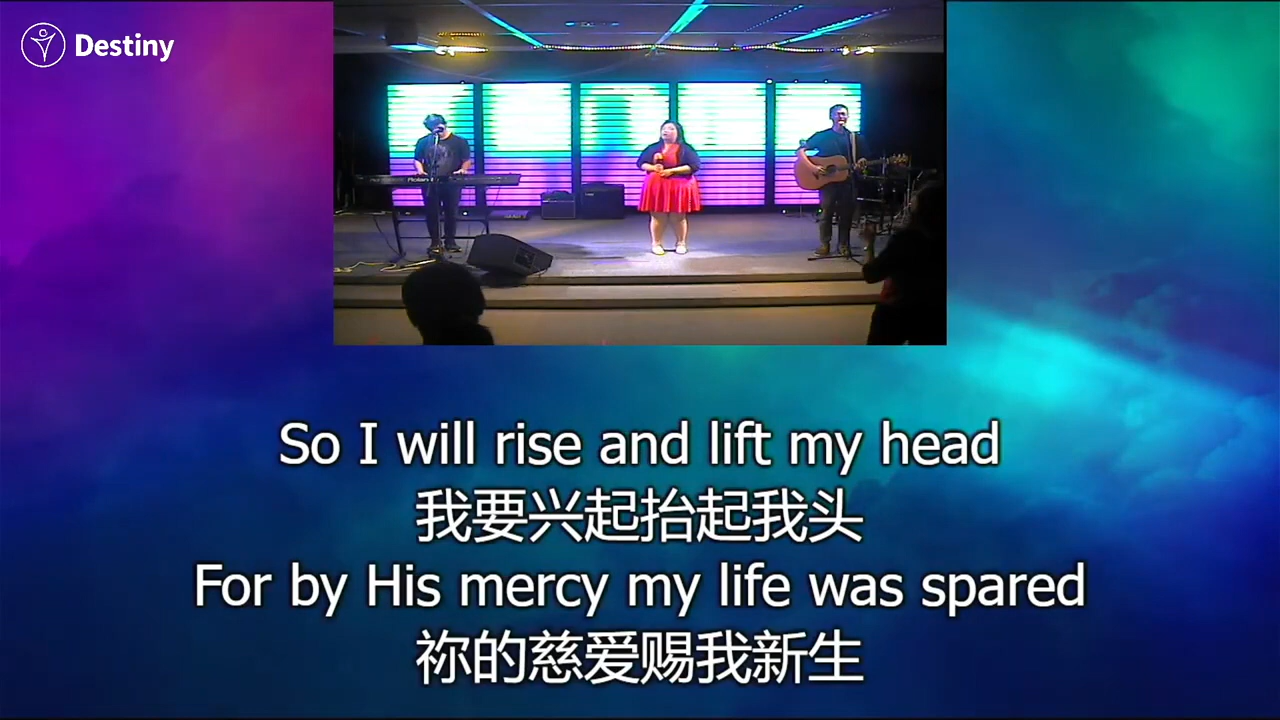 Destiny
Roland
So I will rise and lift my head
我要兴起抬起我头
For by His mercy my life was spared
祢的慈爱赐我新生